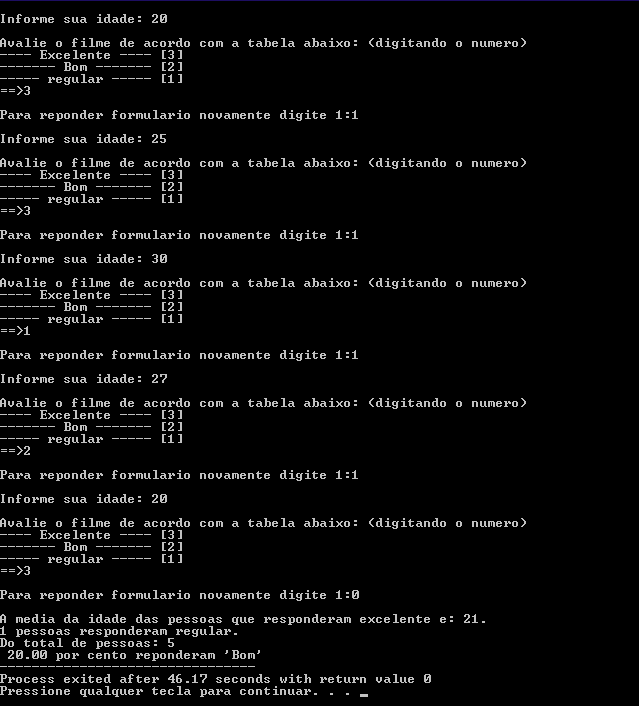 Informe sua idade: 20
Avalie o filme de acordo com a tabela abaixo: (digitando o numero)
---- Excelente ---- [3]
------- Bom ------- [2]
----- regular ----- [1]
==>3
Para reponder formulario novamente digite 1:1
Informe sua idade: 25
Avalie o filme de acordo com a tabela abaixo: (digitando o numero)
---- Excelente ---- [3]
------- Bom ------- [2]
----- regular ----- [1]
==>3
Para reponder formulario novamente digite 1:1
Informe sua idade: 30
Avalie o filme de acordo com a tabela abaixo: (digitando o numero)
---- Excelente ---- [3]
------- Bom ------- [2]
----- regular ----- [1]
==>1
Para reponder formulario novamente digite 1:1
Informe sua idade: 27
Avalie o filme de acordo com a tabela abaixo: (digitando o numero)
---- Excelente ---- [3]
------- Bom ------- [2]
----- regular ----- [1]
==>2
Para reponder formulario novamente digite 1:1
Informe sua idade: 20
Avalie o filme de acordo com a tabela abaixo: (digitando o numero)
---- Excelente ---- [3]
------- Bom ------- [2]
----- regular ----- [1]
==>3
Para reponder formulario novamente digite 1:0
A media da idade das pessoas que responderam excelente e: 21.
1 pessoas responderam regular.
Do total de pessoas: 5
20.00 por cento reponderam 'Bom'
--------------------------------
Process exited after 46.17 seconds with return value 0
Pressione qualquer tecla para continuar. . . _